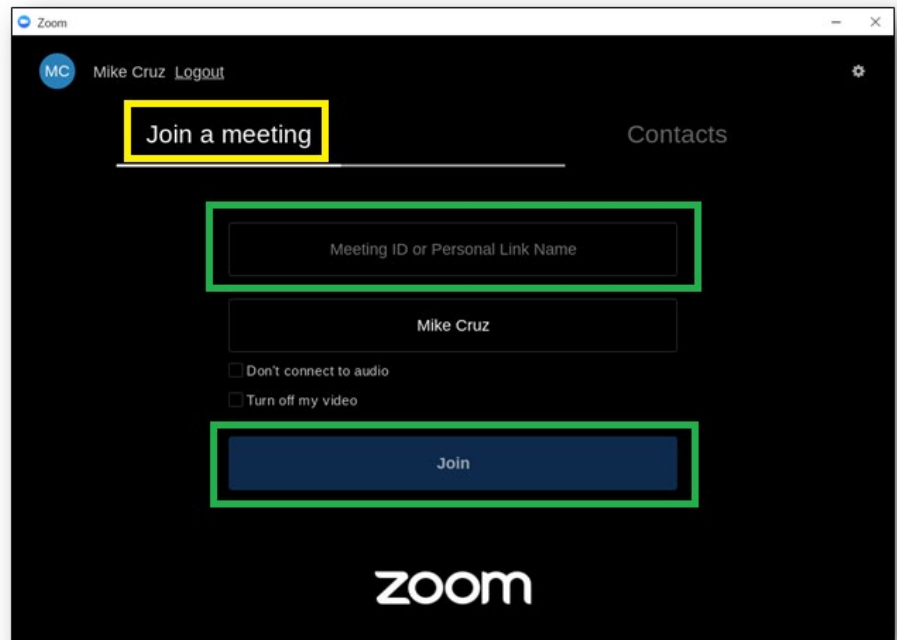 Zoom
MC Mike Cruz Logout
Join a meeting Contacts
Meeting ID or Personal Link Name
Mike Cruz
Don't connect to audio
Turn off my video
Join
zoom